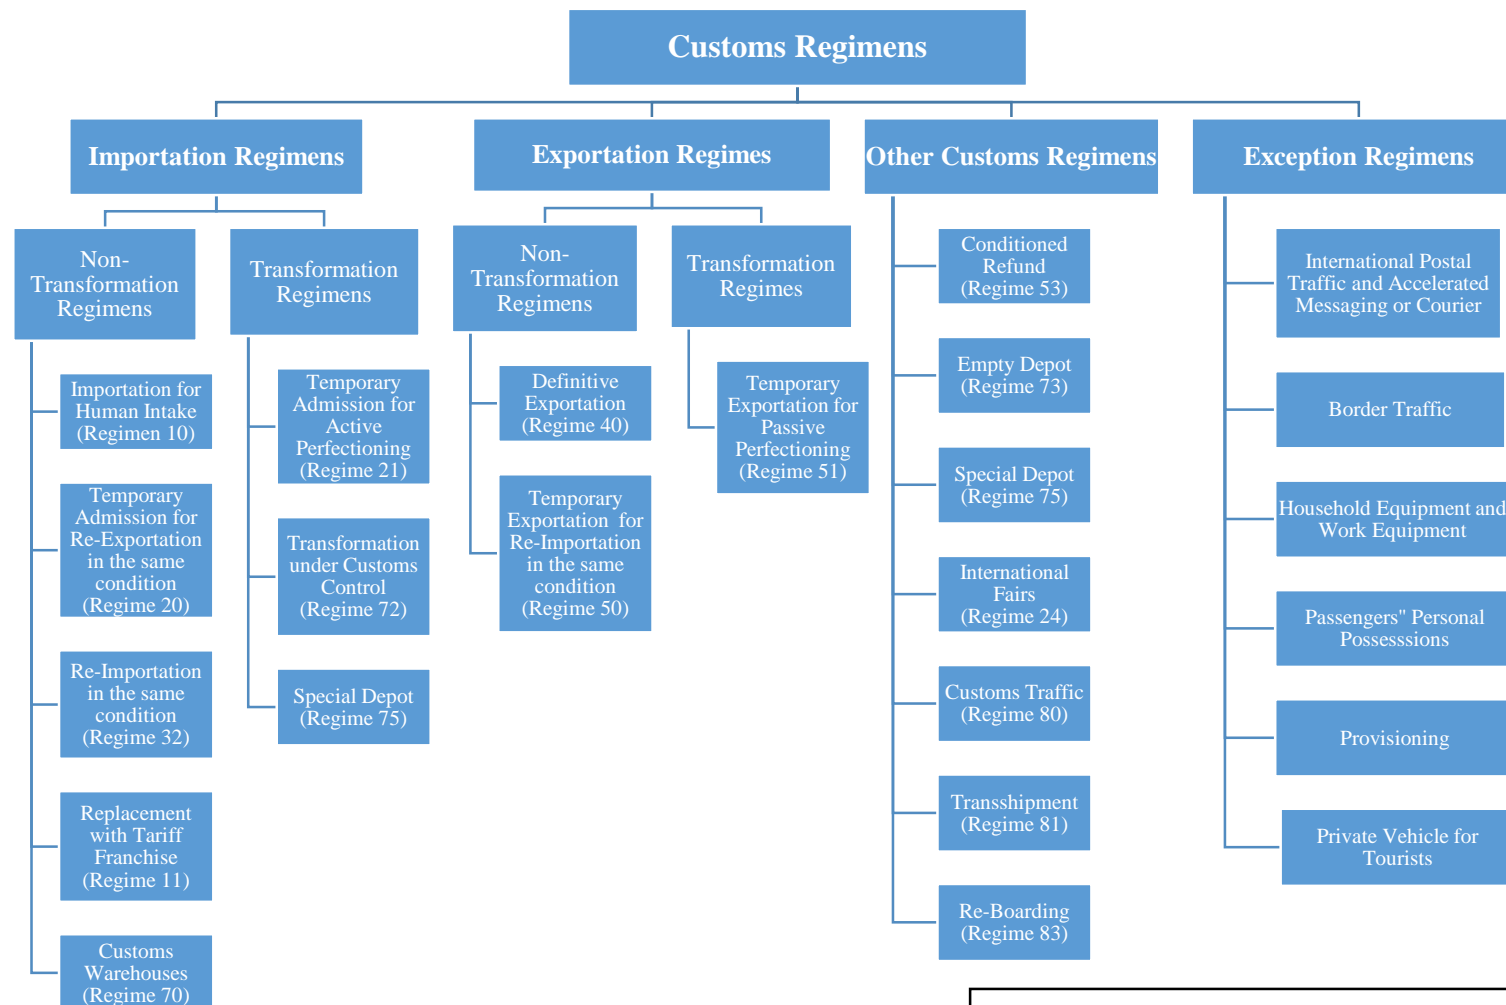 Customs Regimens
Importation Regimens
Non-
Transformation
Regimens
Importation for
Human Intake
(Regimen 10)
Temporary
Admission for
Re-Exportation
in the same
condition
(Regime 20)
Re-Importation
in the same
condition
(Regime 32)
Replacement
with Tariff
Franchise
(Regime 11)
Customs
Warehouses
(Regime 70)
Transformation
Regimens
Temporary
Admission for
Active
Perfectioning
(Regime 21)
Transformation
under Customs
Control
(Regime 72)
Special Depot
(Regime 75)
Exportation Regimes
Non-
Transformation
Regimens
Definitive
Exportation
(Regime 40)
Temporary
Exportation for
Re-Importation
in the same
condition
(Regime 50)
Transformation
Regimes
Temporary
Exportation for
Passive
Perfectioning
(Regime 51)
Other Customs Regimens
Conditioned
Refund
(Regime 53)
Empty Depot
(Regime 73)
Special Depot
(Regime 75)
International
Fairs
(Regime 24)
Customs Traffic
(Regime 80)
Transshipment
(Regime 81)
Re-Boarding
(Regime 83)
Exception Regimens
International Postal
Traffic and Accelerated
Messaging or Courier
Border Traffic
Household Equipment and
Work Equipment
Passengers" Personal
Possesssions
Provisioning
Private Vehicle for
Tourists